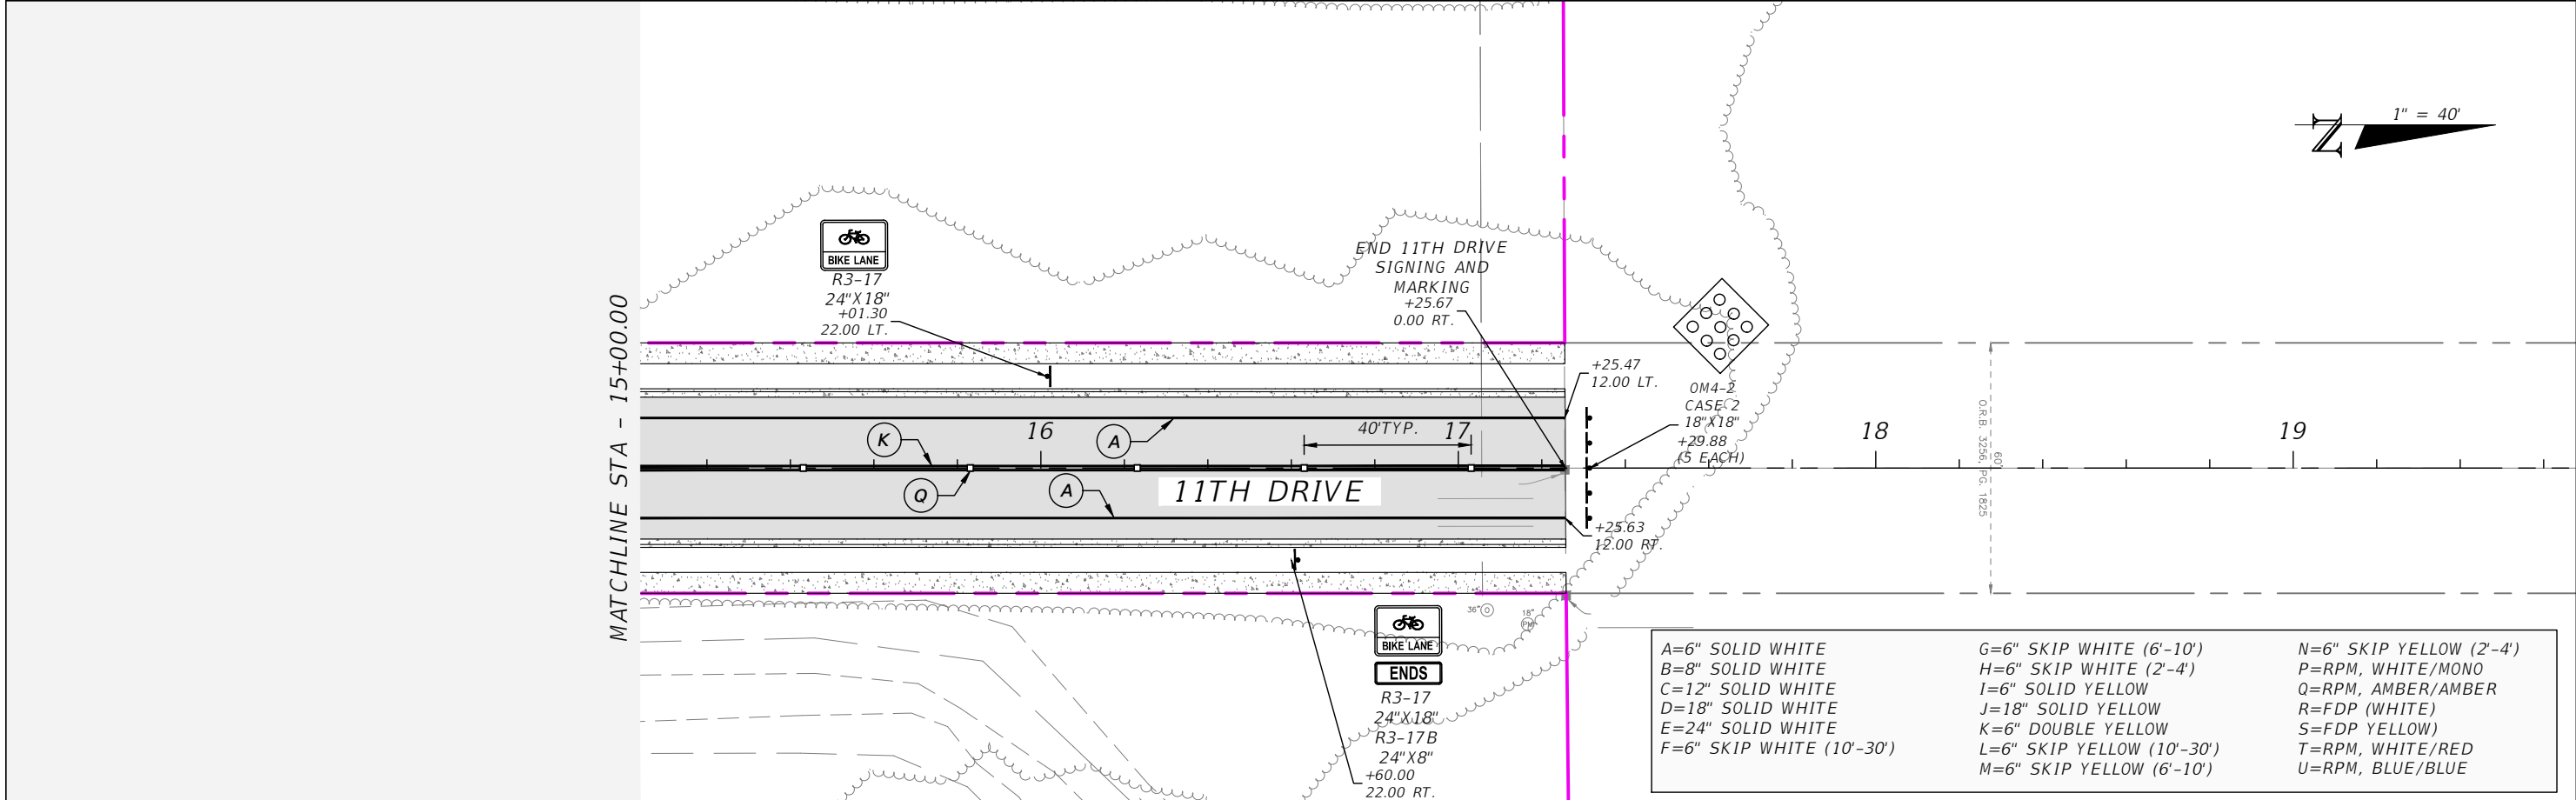 MATCHLINE STA - 15+00.00
BIKE LANE
R3-17
24"X18"
+01.30
22.00 LT.
END 11TH DRIVE
SIGNING AND
MARKING
+25.67
0.00 RT.
1" = 40'
N
+25.47
12.00 LT.
OM4-2
CASE 2
18"X18"
+29.88
(5 EACH)
K
16
A
40'TYP.
17
18
19
Q
A
11TH DRIVE
O.R.B. 3256, PG. 1825
60'
+25.63
12.00 RT.
36"
18"
PM
BIKE LANE
ENDS
R3-17
24"X18"
R3-17B
24"X8"
+60.00
22.00 RT.
A=6" SOLID WHITE
B=8" SOLID WHITE
C=12" SOLID WHITE
D=18" SOLID WHITE
E=24" SOLID WHITE
F=6" SKIP WHITE (10'-30')
G=6" SKIP WHITE (6'-10')
H=6" SKIP WHITE (2'-4')
I=6" SOLID YELLOW
J=18" SOLID YELLOW
K=6" DOUBLE YELLOW
L=6" SKIP YELLOW (10'-30')
M=6" SKIP YELLOW (6'-10')
N=6" SKIP YELLOW (2'-4')
P=RPM, WHITE/MONO
Q=RPM, AMBER/AMBER
R=FDP (WHITE)
S=FDP YELLOW)
T=RPM, WHITE/RED
U=RPM, BLUE/BLUE